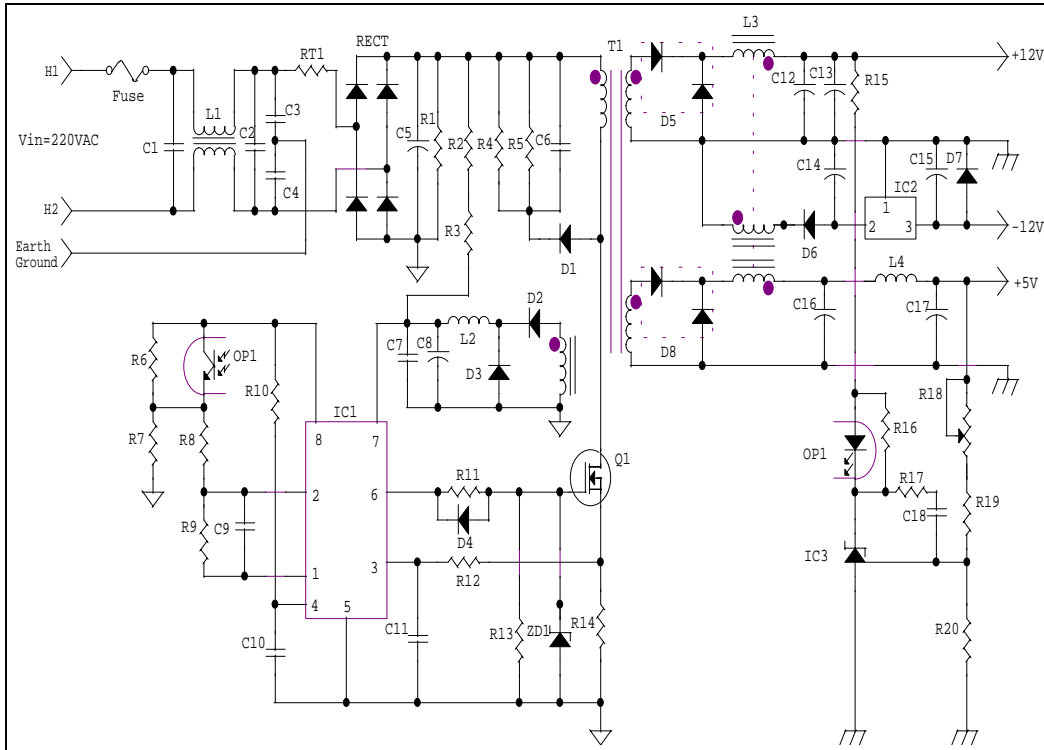 L3
RECT
T1
+12V
H1
RT1
C12
C13
R15
Fuse
L1
C2
C3
R1
D5
Vin=220VAC
C1
C5
R2
R4
R5
C6
C14
C15
D7
C4
IC2
1
2
3
H2
-12V
R3
D6
Earth
Ground
D1
L4
+5V
D2
C16
C17
L2
C7
C8
R6
OP1
D3
D8
R10
R18
IC1
R7
R8
8
7
R16
Q1
OP1
R11
2
6
R17
R9
C9
C18
R19
D4
IC3
1
3
R12
4
5
C10
C11
R13
ZD1
R14
R20